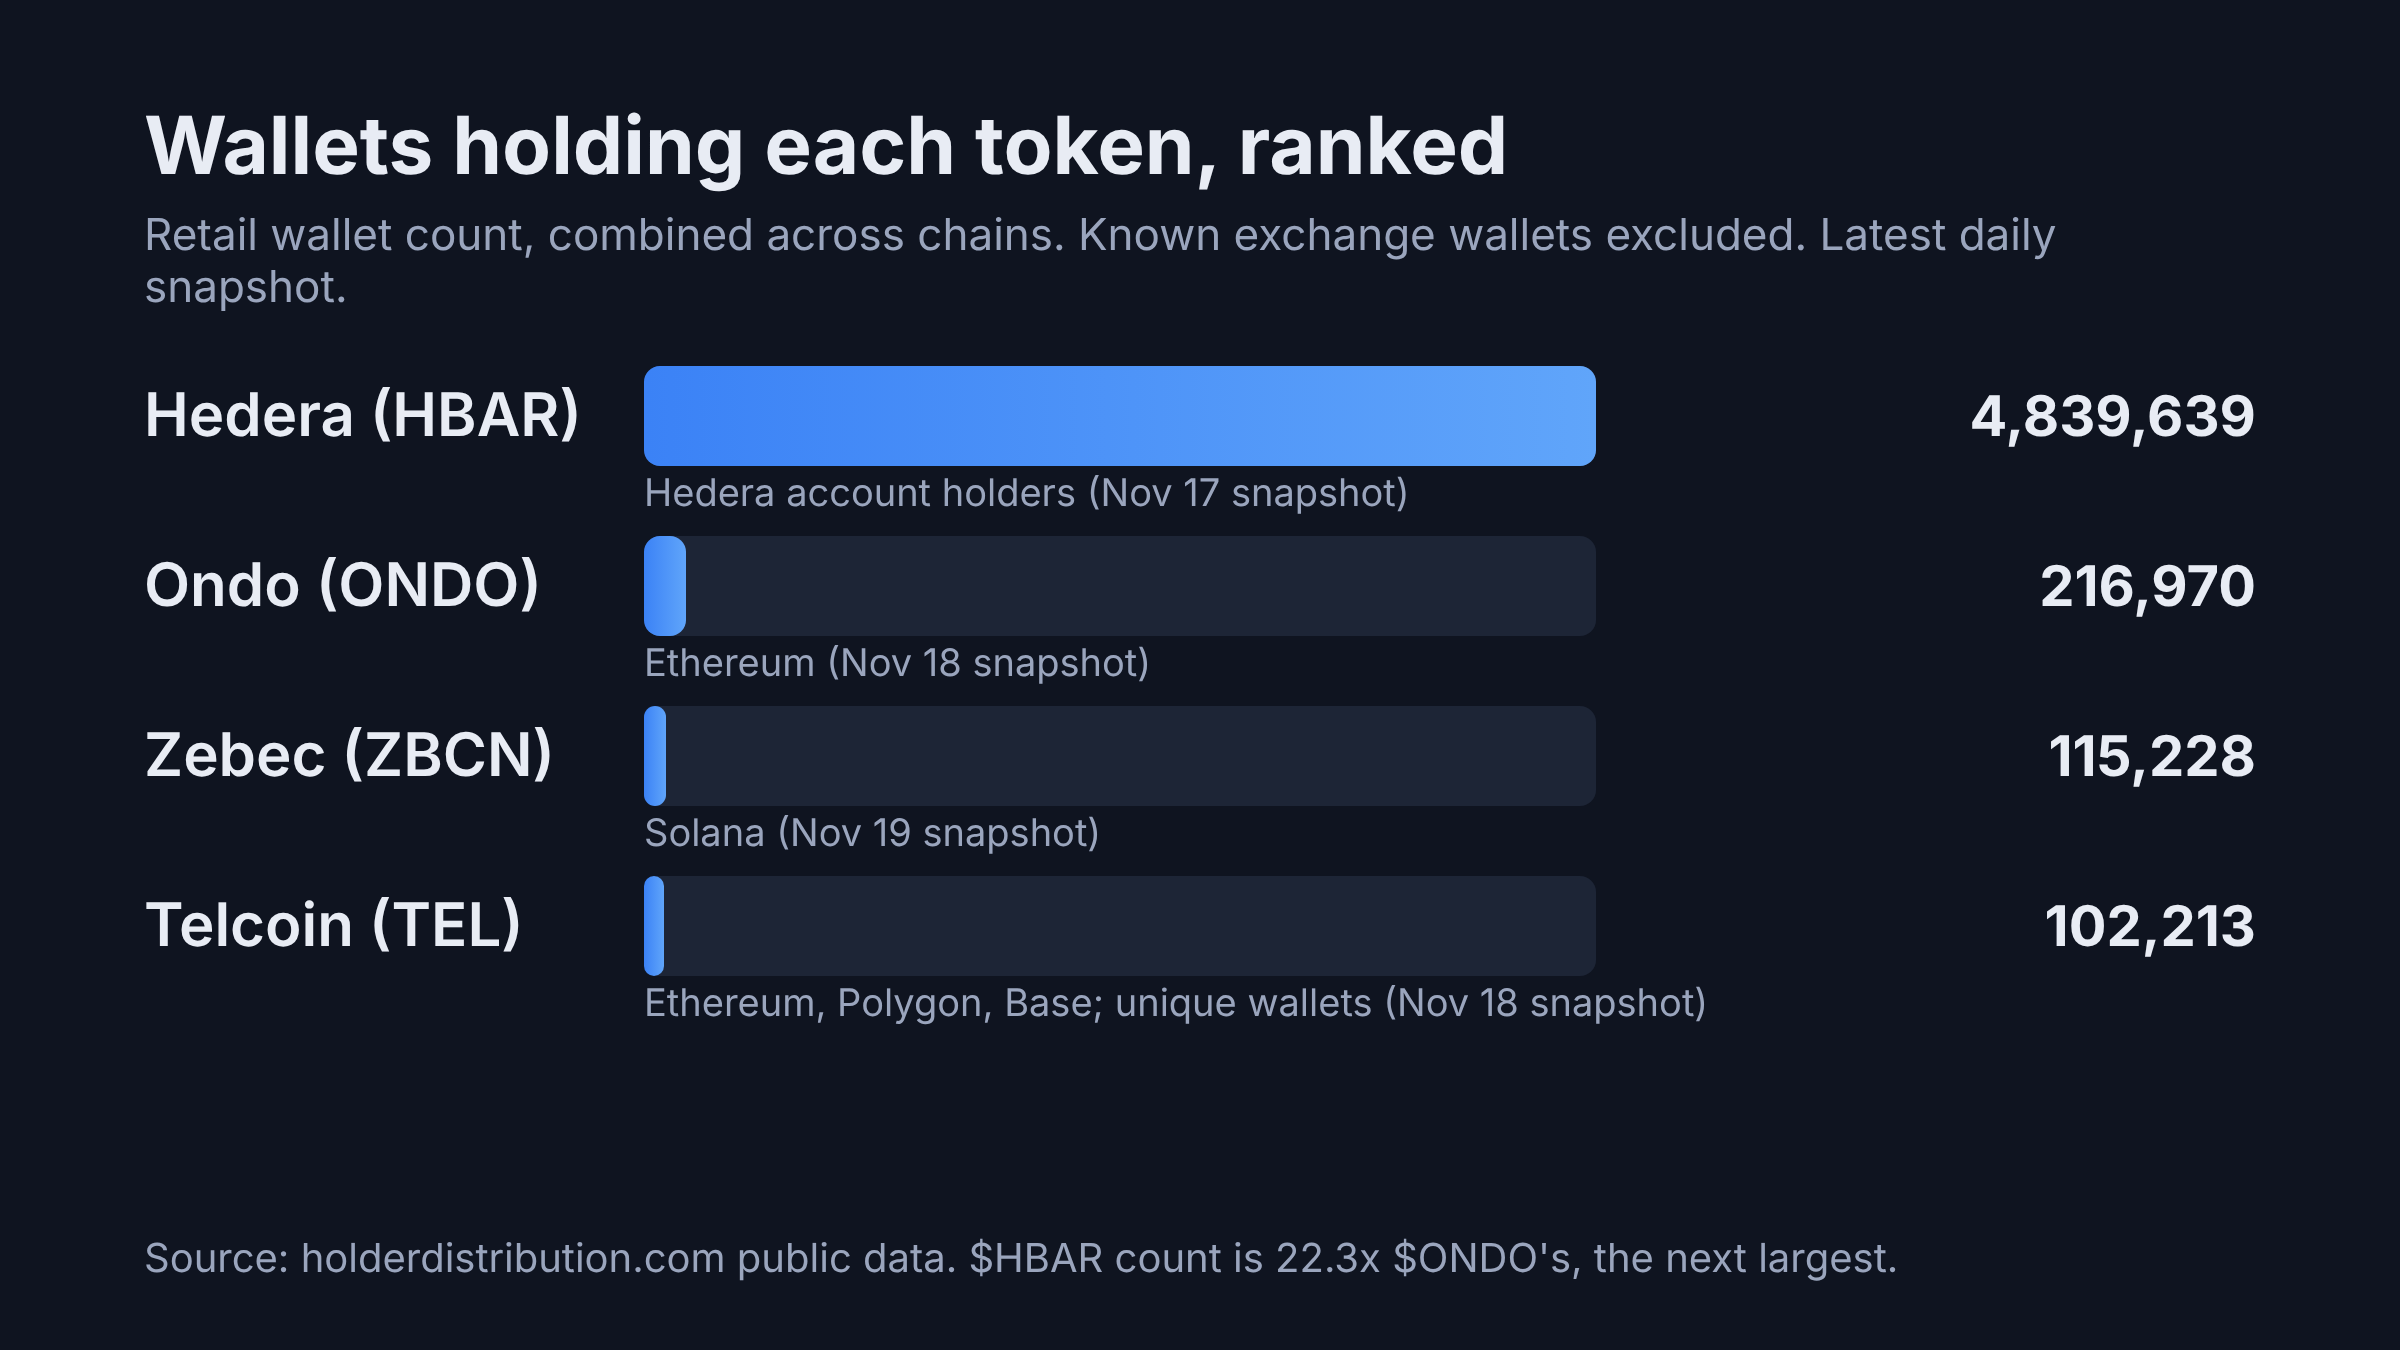 Wallets holding each token, ranked
Retail wallet count, combined across chains. Known exchange wallets excluded. Latest daily
snapshot.
Hedera (HBAR) 4,839,639
Hedera account holders (Nov 17 snapshot)
Ondo (ONDO) 216,970
Ethereum (Nov 18 snapshot)
Zebec (ZBCN) 115,228
Solana (Nov 19 snapshot)
Telcoin (TEL) 102,213
Ethereum, Polygon, Base; unique wallets (Nov 18 snapshot)
Source: holderdistribution.com public data. $HBAR count is 22.3x $ONDO's, the next largest.